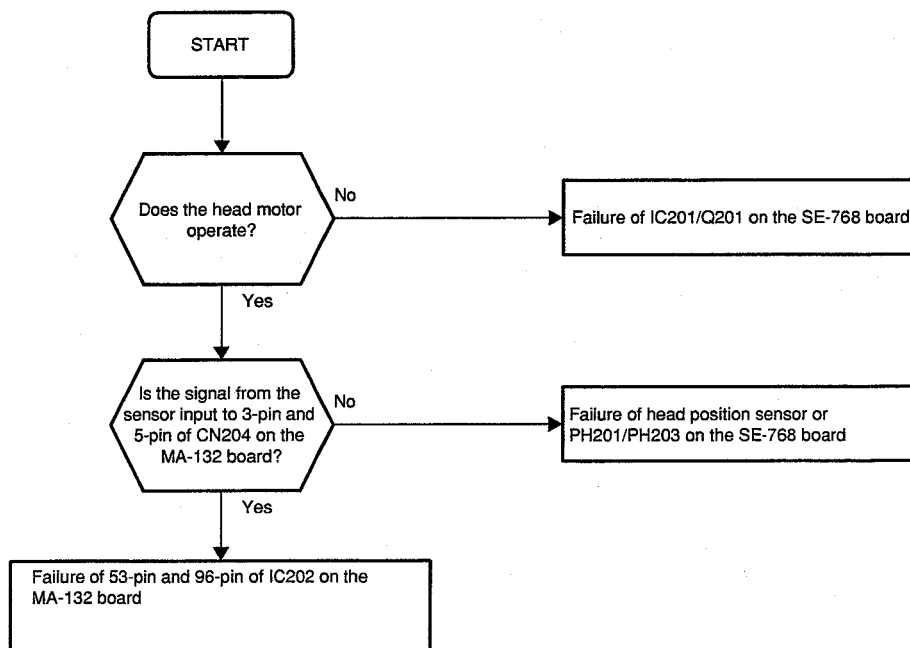 START
Does the head motor
operate?
No
Failure of IC201/Q201 on the SE-768 board
Yes
Is the signal from the
sensor input to 3-pin and
5-pin of CN204 on the
MA-132 board?
No
Failure of head position sensor or
PH201/PH203 on the SE-768 board
Yes
Failure of 53-pin and 96-pin of IC202 on the
MA-132 board